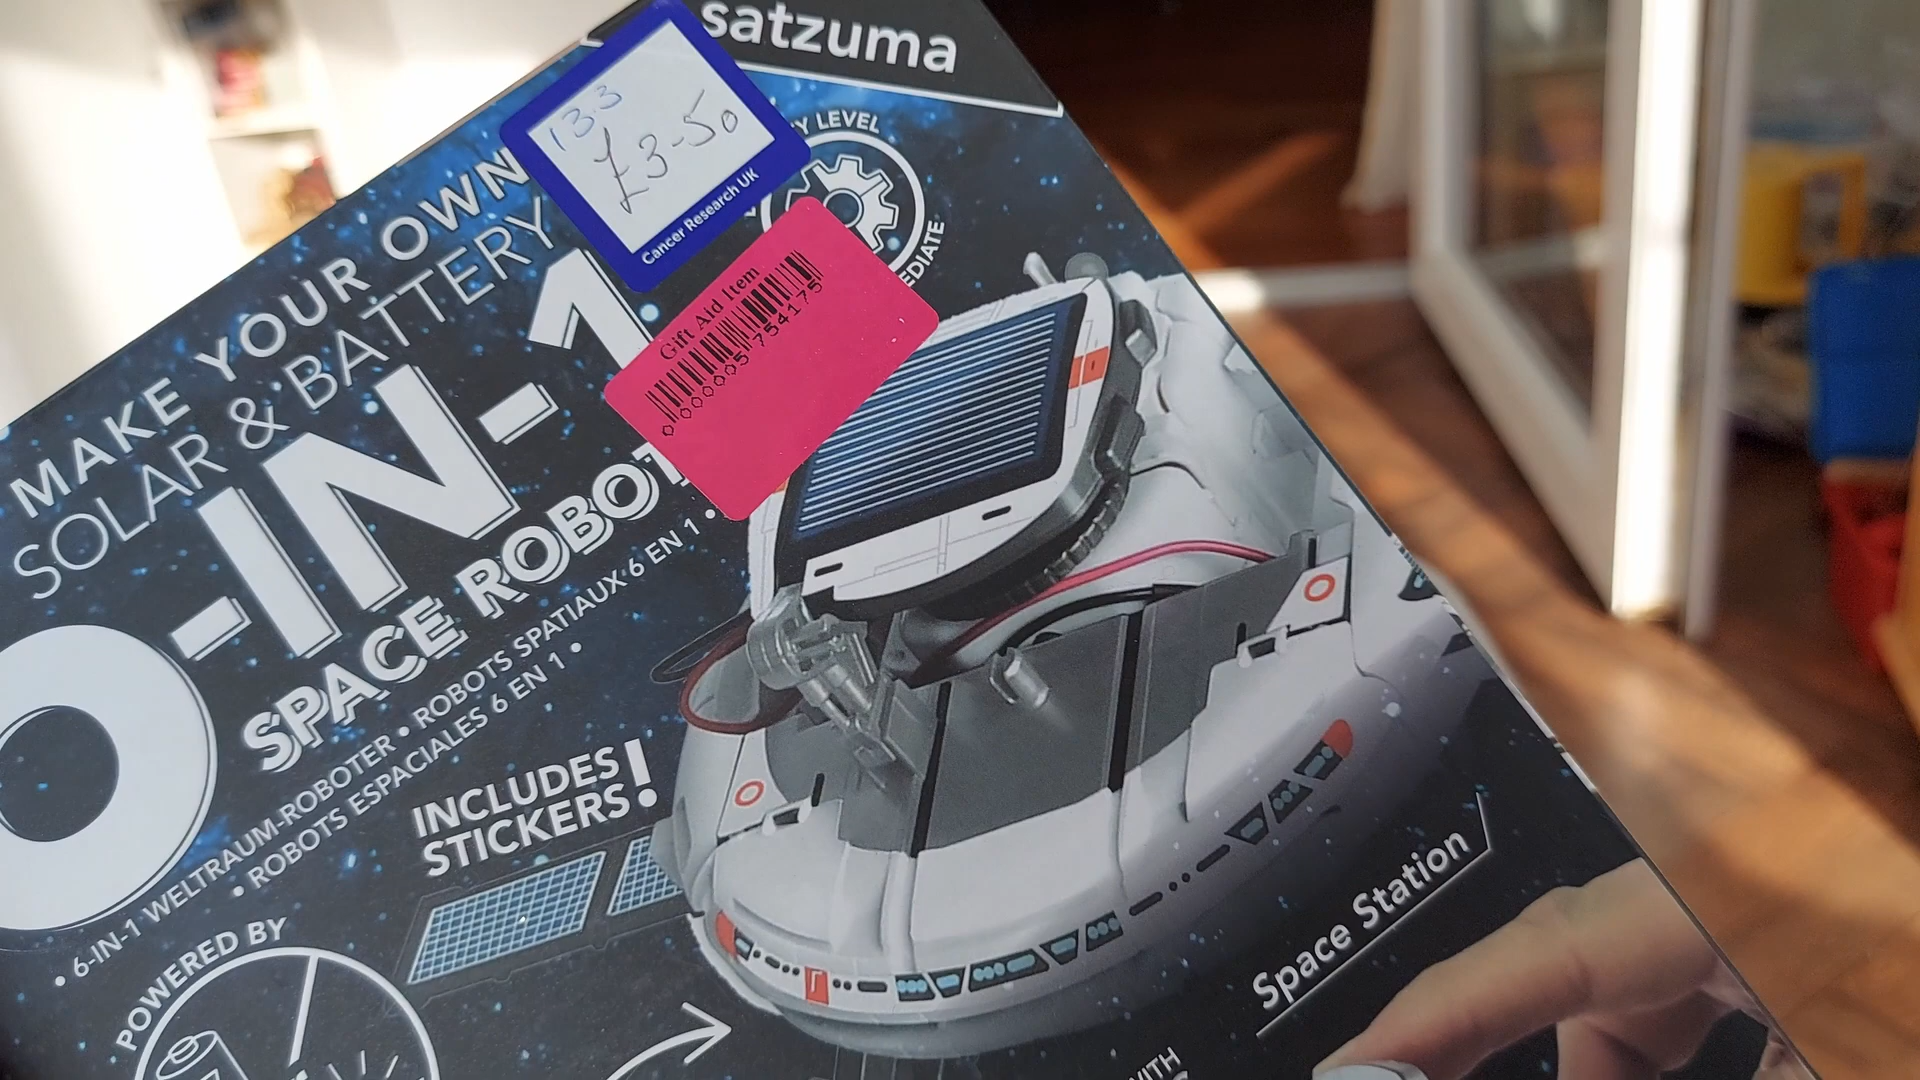 satzuma
13.3
£3-50
Cancer Research UK
Y LEVEL
EDIATE
Gift Aid Item
0000005754175
MAKE YOUR OWN
SOLAR & BATTERY
-IN-1
SPACE ROBOT
• 6-IN-1 WELTRAUM-ROBOTER • ROBOTS SPATIAUX 6 EN 1 •
• ROBOTS ESPACIALES 6 EN 1 •
INCLUDES
STICKERS!
POWERED BY
Space Station